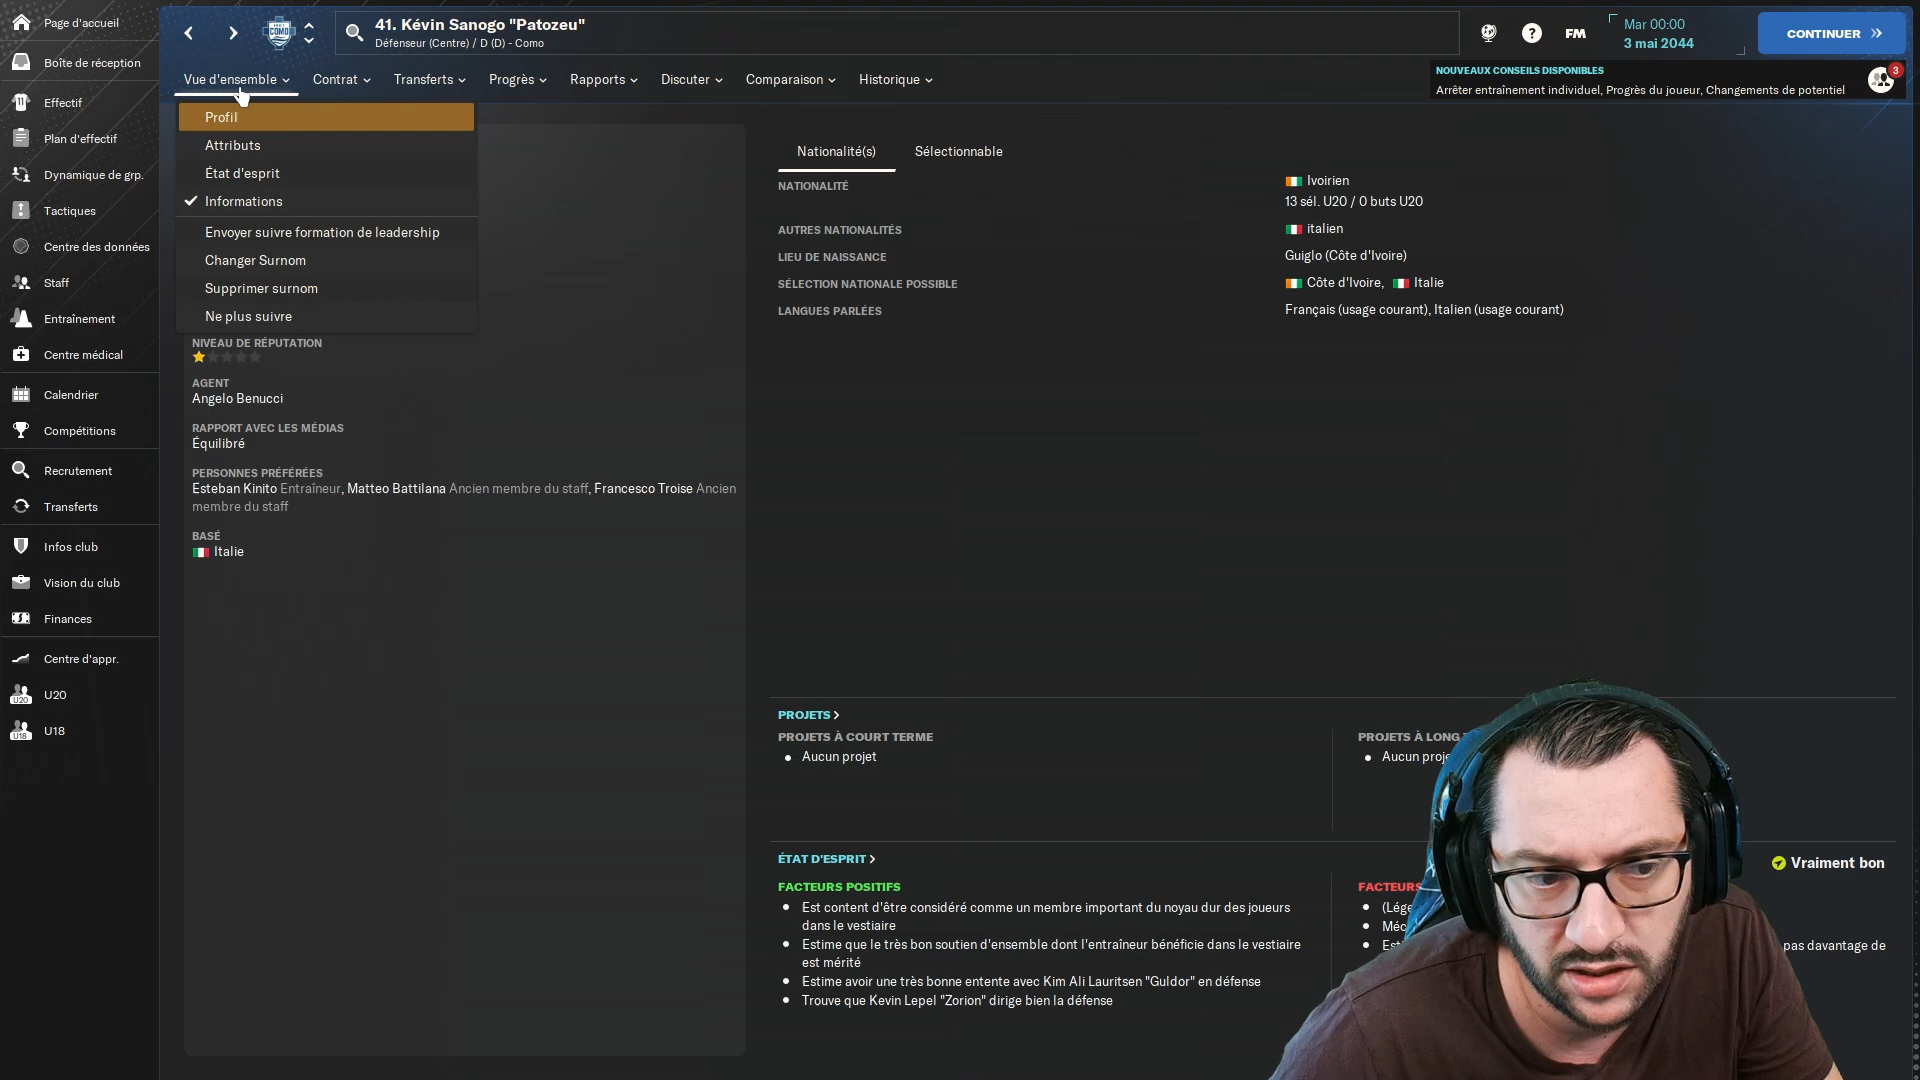 Page d'accueil
Boîte de réception
Effectif
Plan d'effectif
Dynamique de grp.
Tactiques
Centre des données
Staff
Entraînement
Centre médical
Calendrier
Compétitions
Recrutement
Transferts
Infos club
Vision du club
Finances
Centre d'appr.
U20
U20
U18
U18
COMO
41. Kévin Sanogo "Patozeu"
Défenseur (Centre) / D (D) - Como
FM
Mar 00:00
3 mai 2044
CONTINUER
Vue d'ensemble
Contrat
Transferts
Progrès
Rapports
Discuter
Comparaison
Historique
NOUVEAUX CONSEILS DISPONIBLES
Arrêter entraînement individuel, Progrès du joueur, Changements de potentiel
3
Profil
Attributs
État d'esprit
Informations
Envoyer suivre formation de leadership
Changer Surnom
Supprimer surnom
Ne plus suivre
NIVEAU DE RÉPUTATION
AGENT
Angelo Benucci
RAPPORT AVEC LES MÉDIAS
Équilibré
PERSONNES PRÉFÉRÉES
Esteban Kinito Entraîneur, Matteo Battilana Ancien membre du staff, Francesco Troise Ancien
membre du staff
BASÉ
Italie
Nationalité(s)
Sélectionnable
NATIONALITÉ
Ivoirien
13 sél. U20 / 0 buts U20
AUTRES NATIONALITÉS
italien
LIEU DE NAISSANCE
Guiglo (Côte d'Ivoire)
SÉLECTION NATIONALE POSSIBLE
Côte d'Ivoire, Italie
LANGUES PARLÉES
Français (usage courant), Italien (usage courant)
PROJETS
PROJETS À COURT TERME
Aucun projet
PROJETS À LONG
Aucun
ÉTAT D'ESPRIT
Vraiment bon
FACTEURS POSITIFS
Est content d'être considéré comme un membre important du noyau dur des joueurs
dans le vestiaire
Estime que le très bon soutien d'ensemble dont l'entraîneur bénéficie dans le vestiaire
est mérité
Estime avoir une très bonne entente avec Kim Ali Lauritsen "Guldor" en défense
Trouve que Kevin Lepel "Zorion" dirige bien la défense
FACTEURS
pas davantage de